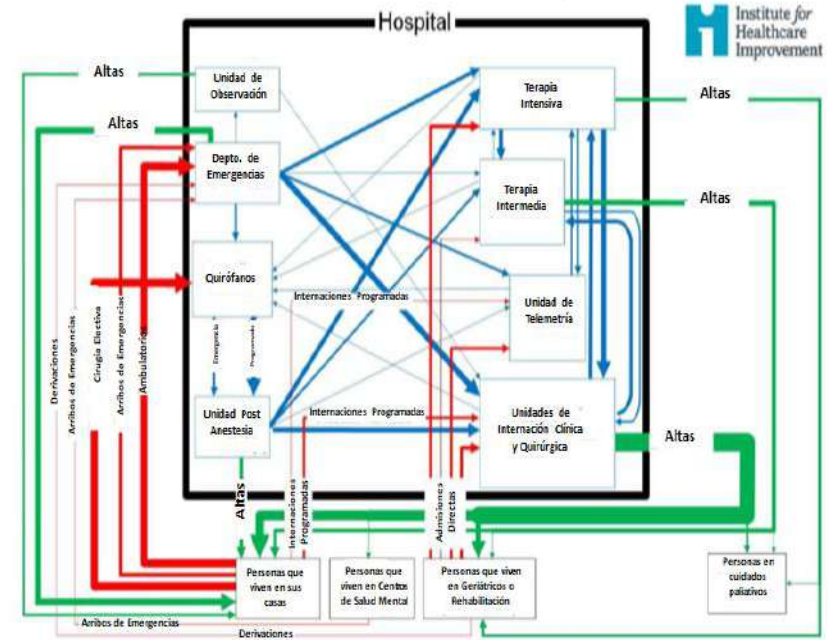 Hospital
Institute for
Healthcare
Improvement
Altas
Unidad de
Observación
Terapia
Intensiva
Altas
Altas
Depto. de
Emergencias
Terapia
Intermedia
Altas
Quirófanos
Internaciones Programadas
Unidad de
Telemetría
Derivaciones
Arribos de Emergencias
Cirugía Electiva
Arribos de Emergencias
Ambulatorios
Emergencia
Programada
Unidad Post
Anestesia
Internaciones Programadas
Unidades de
Internación Clínica
y Quirúrgica
Altas
Altas
Internaciones
Programadas
Admisiones
Directas
Personas que
viven en sus
casas
Personas que
viven en Centros
de Salud Mental
Personas que viven
en Geriátricos o
Rehabilitación
Personas en
cuidados
paliativos
Arribos de Emergencias
Derivaciones